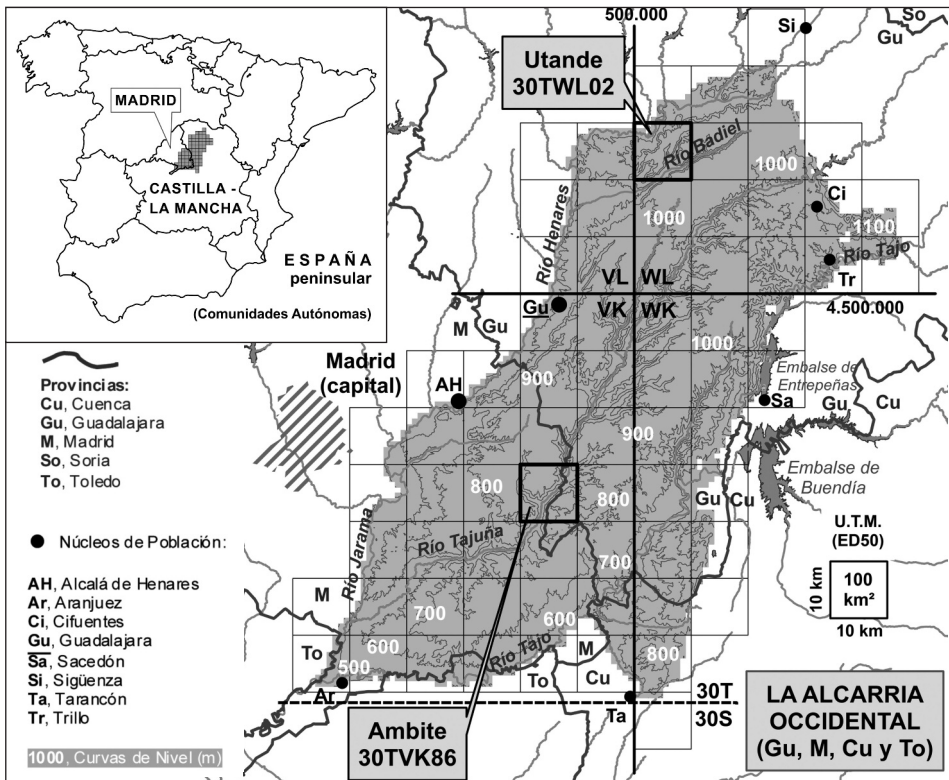 MADRID
CASTILLA -
LA MANCHA
ESPAÑA
peninsular
(Comunidades Autónomas)
Provincias:
Cu, Cuenca
Gu, Guadalajara
M, Madrid
So, Soria
To, Toledo
Núcleos de Población:
AH, Alcalá de Henares
Ar, Aranjuez
Ci, Cifuentes
Gu, Guadalajara
Sa, Sacedón
Si, Sigüenza
Ta, Tarancón
Tr, Trillo
1000, Curvas de Nivel (m)
500.000
Si
So
Gu
Utande
30TWL02
Río Badiel
1000
Ci
1000
1100
Río Henares
Río Tajo
Tr
VL WL
Gu
VK WK
4.500.000
M
Gu
Madrid
(capital)
1000
900
Embalse de
Entrepeñas
AH
Sa
Gu
Cu
900
800
800
Gu
Cu
Embalse de
Buendía
Río Jarama
Río Tajuña
U.T.M.
(ED50)
700
10 km
100
km²
10 km
M
700
600
To
600
500
Río Tajo
M
800
Ar
To
Cu
Ta
30T
30S
Ambite
30TVK86
LA ALCARRIA
OCCIDENTAL
(Gu, M, Cu y To)